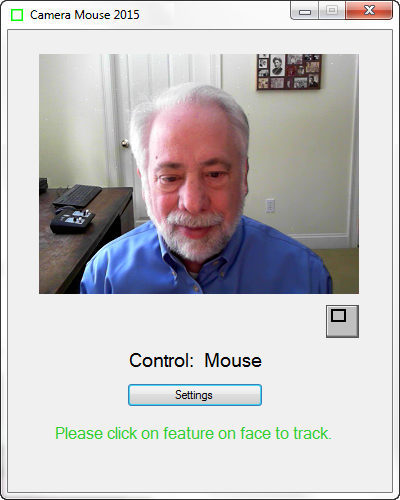 Camera Mouse 2015
Control: Mouse
Settings
Please click on feature on face to track.